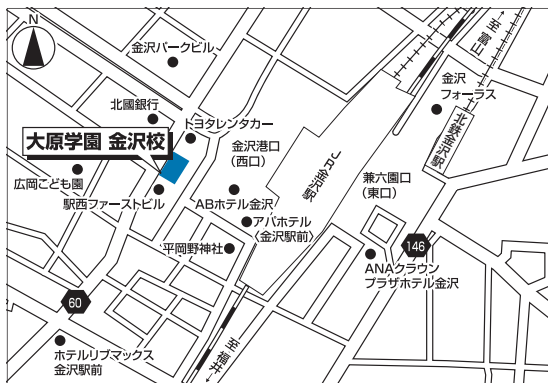 N
金沢パークビル
至富山→
金沢
フォーラス
北國銀行
トヨタレンタカー
大原学園 金沢校
金沢港口
(西口)
JR金沢駅
北鉄金沢駅
兼六園口
(東口)
広岡こども園
駅西ファーストビル
ABホテル金沢
アパホテル
〈金沢駅前〉
平岡野神社
146
ANAクラウン
プラザホテル金沢
60
至福井→
ホテルリブマックス
金沢駅前